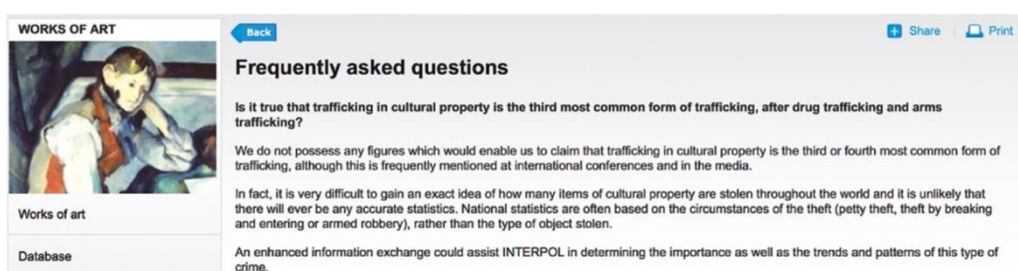 WORKS OF ART
Back
Share
Print
Frequently asked questions
Is it true that trafficking in cultural property is the third most common form of trafficking, after drug trafficking and arms
trafficking?
We do not possess any figures which would enable us to claim that trafficking in cultural property is the third or fourth most common form of
trafficking, although this is frequently mentioned at international conferences and in the media.
In fact, it is very difficult to gain an exact idea of how many items of cultural property are stolen throughout the world and it is unlikely that
there will ever be any accurate statistics. National statistics are often based on the circumstances of the theft (petty theft, theft by breaking
and entering or armed robbery), rather than the type of object stolen.
An enhanced information exchange could assist INTERPOL in determining the importance as well as the trends and patterns of this type of
crime.
Works of art
Database